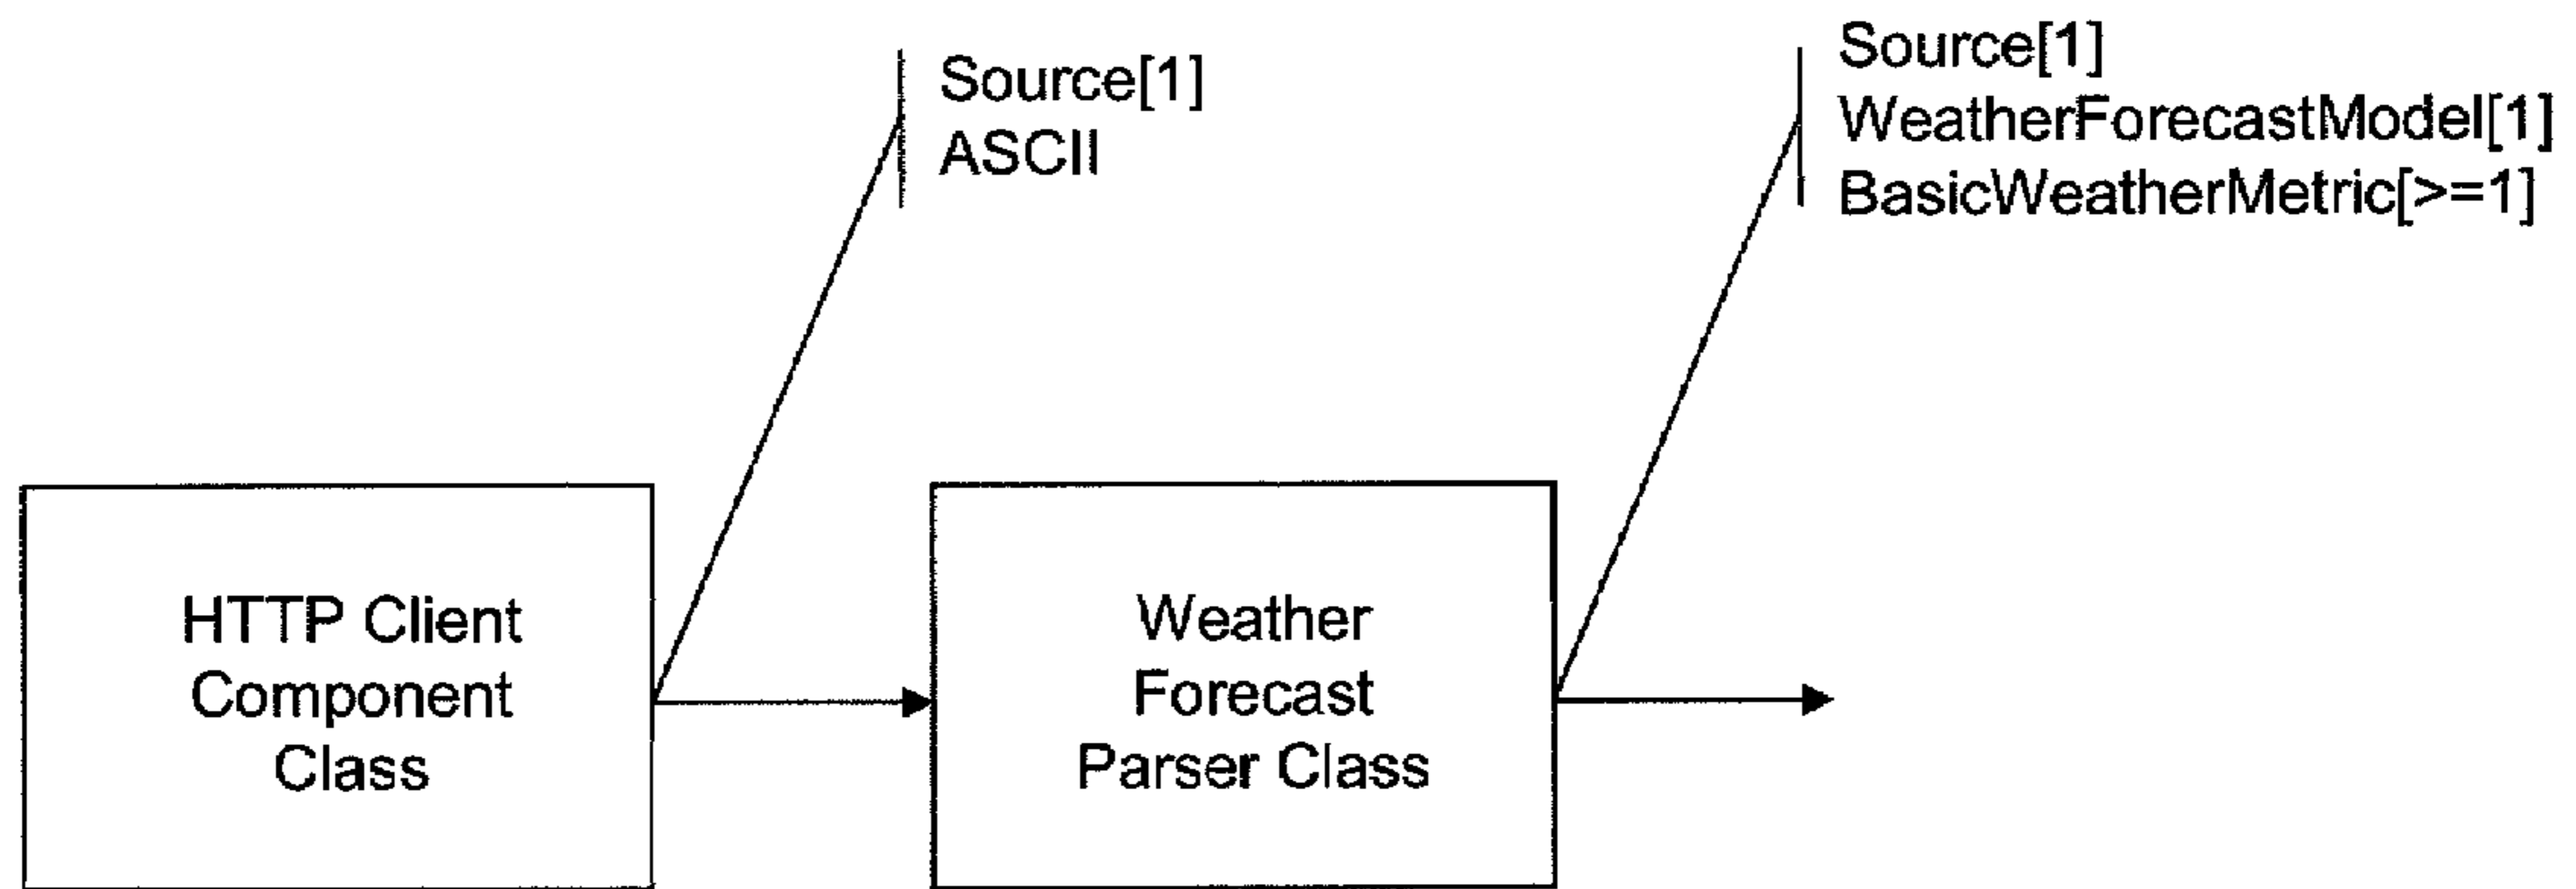 Source[1]
ASCII
Source[1]
WeatherForecastModel[1]
BasicWeatherMetric[>=1]
HTTP Client
Component
Class
Weather
Forecast
Parser Class